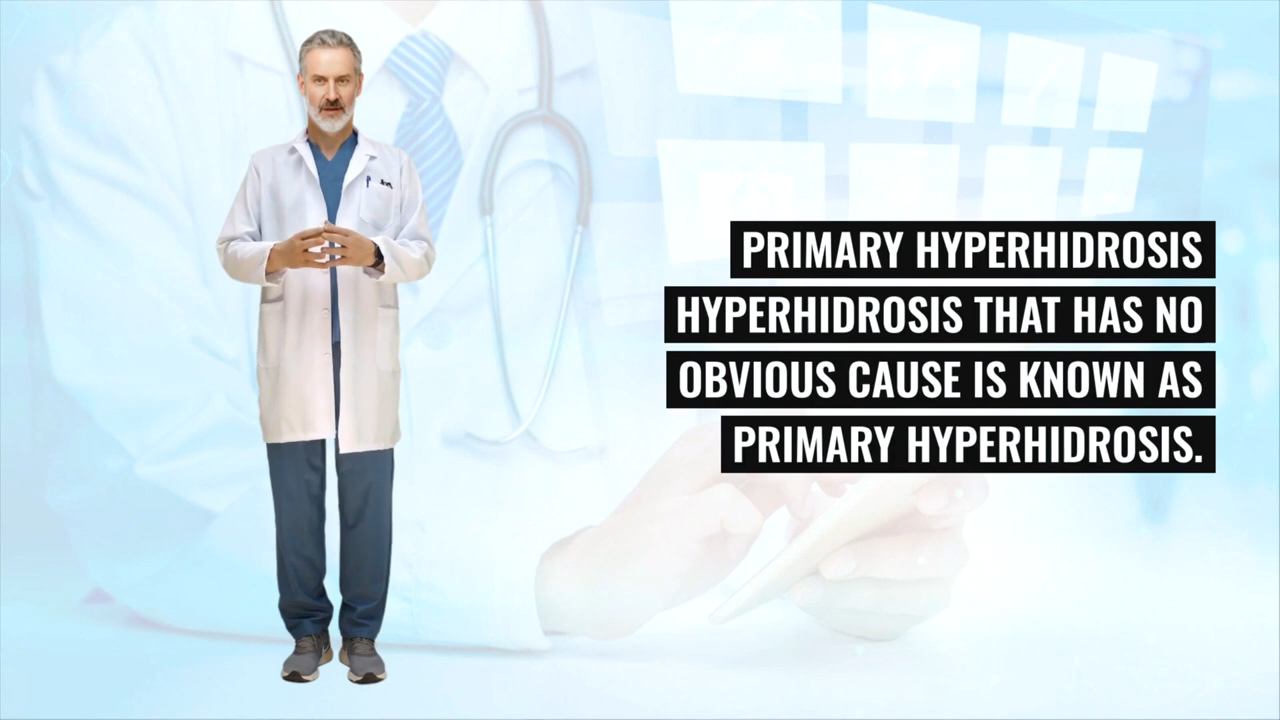 PRIMARY HYPERHIDROSIS
HYPERHIDROSIS THAT HAS NO
OBVIOUS CAUSE IS KNOWN AS
PRIMARY HYPERHIDROSIS.